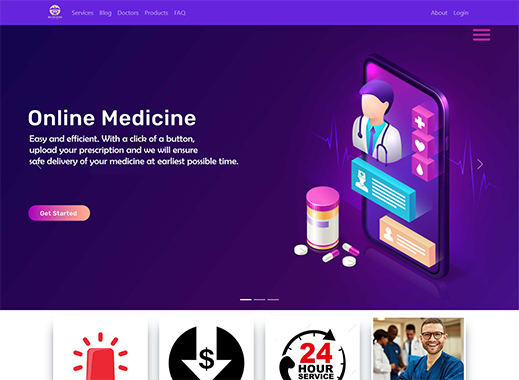 Services Blog Doctors Products FAQ About Login
Online Medicine
Easy and efficient. With a click of a button,
upload your prescription and we will ensure
safe delivery of your medicine at earliest possible time.
Get Started
$
24
HOUR
SERVICE